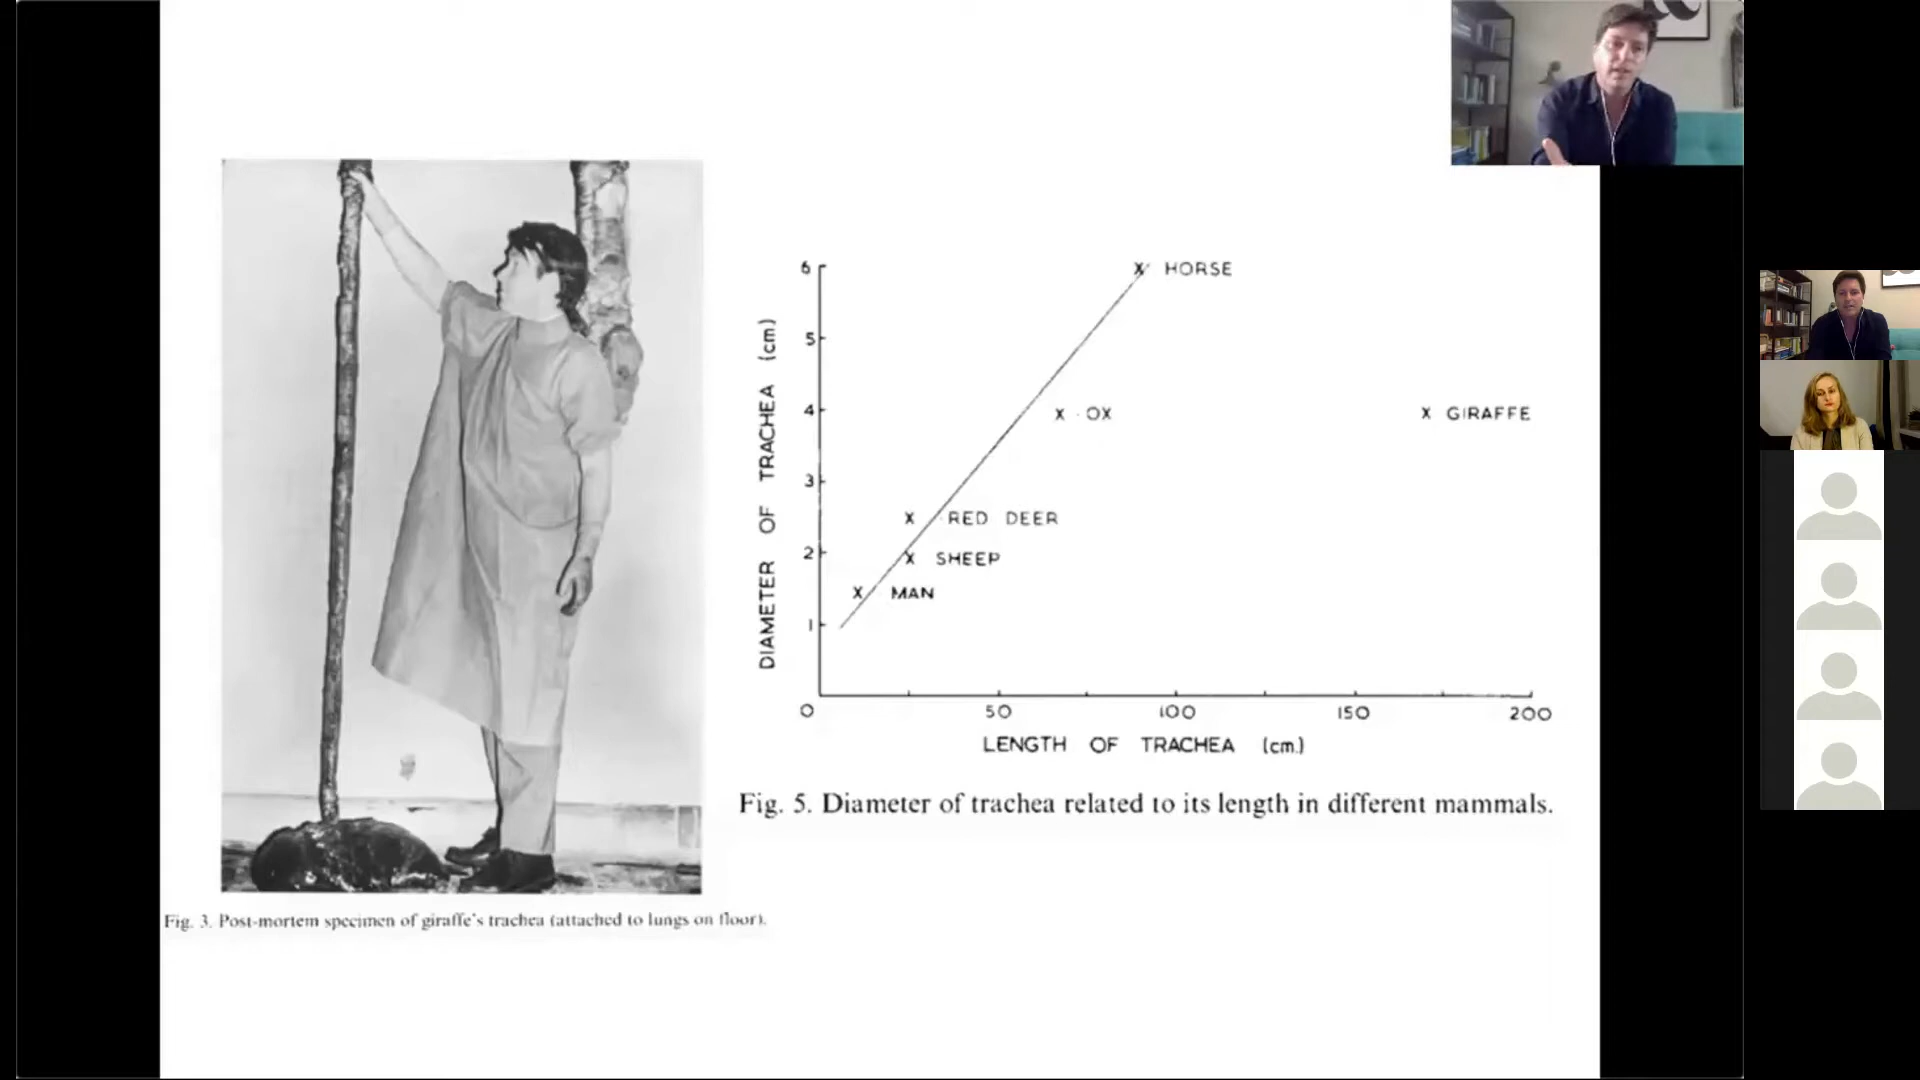 6
HORSE
5
4
OX
GIRAFFE
3
RED DEER
2
SHEEP
MAN
1
DIAMETER OF TRACHEA (cm)
0
50
100
150
200
LENGTH OF TRACHEA (cm.)
Fig. 5. Diameter of trachea related to its length in different mammals.
Fig. 3. Post-mortem specimen of giraffe's trachea (attached to lungs on floor).